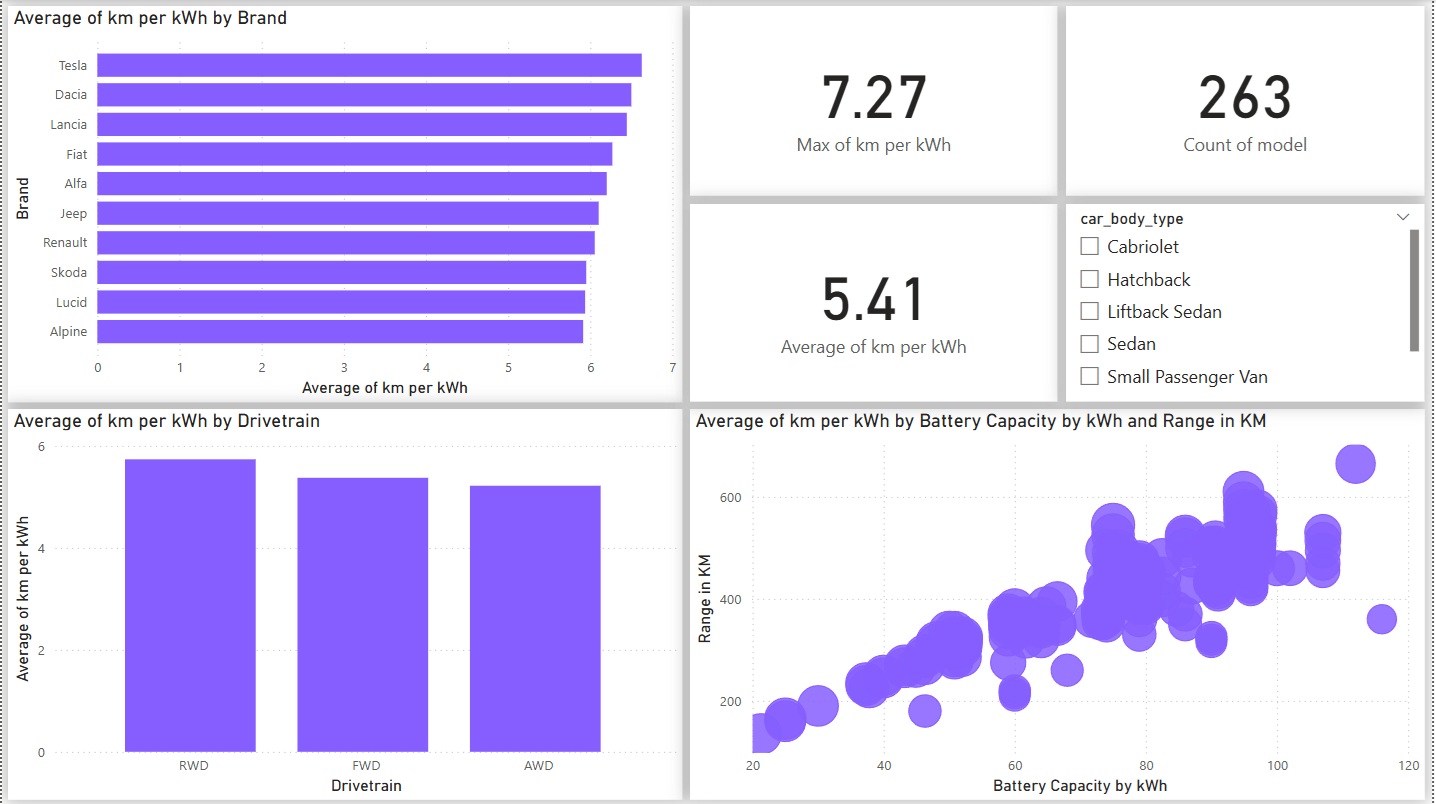 Average of km per kWh by Brand
Brand
Tesla
Dacia
Lancia
Fiat
Alfa
Jeep
Renault
Skoda
Lucid
Alpine
0 1 2 3 4 5 6 7
Average of km per kWh
7.27
Max of km per kWh
263
Count of model
5.41
Average of km per kWh
car_body_type
Cabriolet
Hatchback
Liftback Sedan
Sedan
Small Passenger Van
Average of km per kWh by Drivetrain
Average of km per kWh
6
4
2
0
RWD FWD AWD
Drivetrain
Average of km per kWh by Battery Capacity by kWh and Range in KM
Range in KM
600
400
200
20 40 60 80 100 120
Battery Capacity by kWh